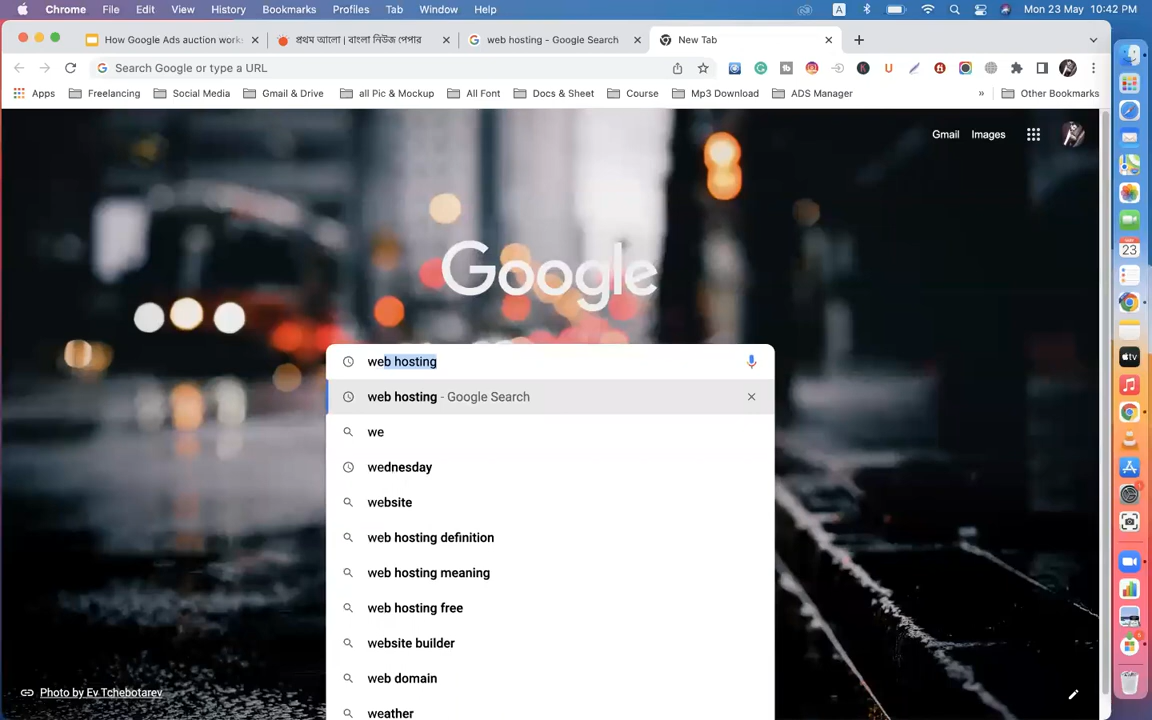 Chrome File Edit View History Bookmarks Profiles Tab Window Help A Mon 23 May 10:42 PM
How Google Ads auction work প্রথম আলো | বাংলা নিউজ পেপার web hosting - Google Search New Tab
Search Google or type a URL
Apps Freelancing Social Media Gmail & Drive all Pic & Mockup All Font Docs & Sheet Course Mp3 Download ADS Manager » Other Bookmarks
Gmail Images
23
Google
web hosting
web hosting - Google Search
we
wednesday
website
web hosting definition
web hosting meaning
web hosting free
website builder
web domain
weather
Photo by Ev Tchebotarev